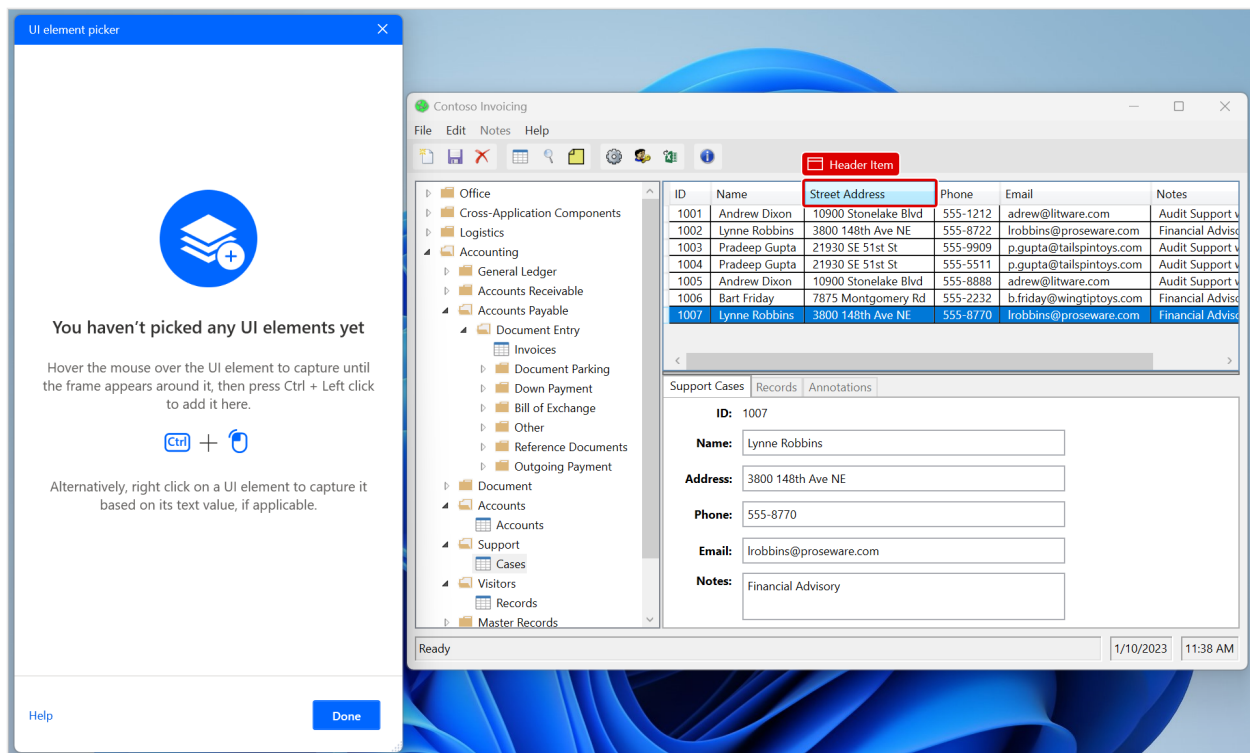 UI element picker
You haven't picked any UI elements yet
Hover the mouse over the UI element to capture until
the frame appears around it, then press Ctrl + Left click
to add it here.
Ctrl +
Alternatively, right click on a UI element to capture it
based on its text value, if applicable.
Help
Done
Contoso Invoicing
File Edit Notes Help
Header Item
Office
Cross-Application Components
Logistics
Accounting
General Ledger
Accounts Receivable
Accounts Payable
Document Entry
Invoices
Document Parking
Down Payment
Bill of Exchange
Other
Reference Documents
Outgoing Payment
Document
Accounts
Accounts
Support
Cases
Visitors
Records
Master Records
ID Name Street Address Phone Email Notes
1001 Andrew Dixon 10900 Stonelake Blvd 555-1212 adrew@litware.com Audit Support w
1002 Lynne Robbins 3800 148th Ave NE 555-8722 lrobbins@proseware.com Financial Adviso
1003 Pradeep Gupta 21930 SE 51st St 555-9909 p.gupta@tailspintoys.com Audit Support w
1004 Pradeep Gupta 21930 SE 51st St 555-5511 p.gupta@tailspintoys.com Audit Support w
1005 Andrew Dixon 10900 Stonelake Blvd 555-8888 adrew@litware.com Audit Support w
1006 Bart Friday 7875 Montgomery Rd 555-2232 b.friday@wingtiptoys.com Financial Adviso
1007 Lynne Robbins 3800 148th Ave NE 555-8770 lrobbins@proseware.com Financial Adviso
Support Cases Records Annotations
ID: 1007
Name: Lynne Robbins
Address: 3800 148th Ave NE
Phone: 555-8770
Email: lrobbins@proseware.com
Notes: Financial Advisory
Ready 1/10/2023 11:38 AM